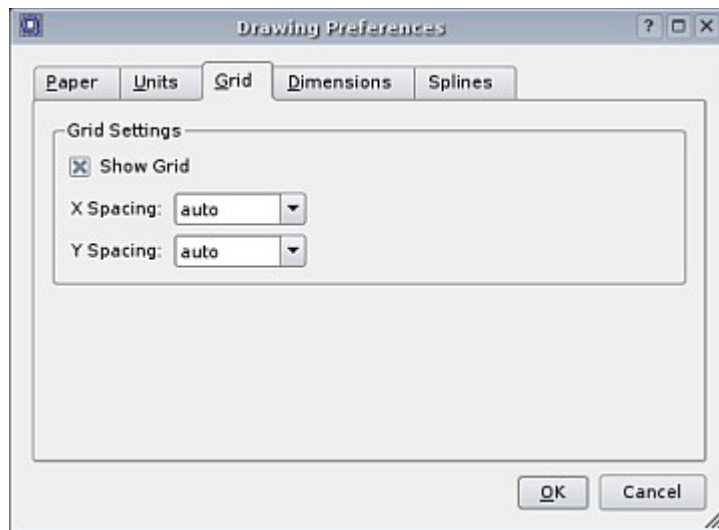 Drawing Preferences ?
Paper Units Grid Dimensions Splines
Grid Settings
Show Grid
X Spacing: auto
Y Spacing: auto
OK Cancel